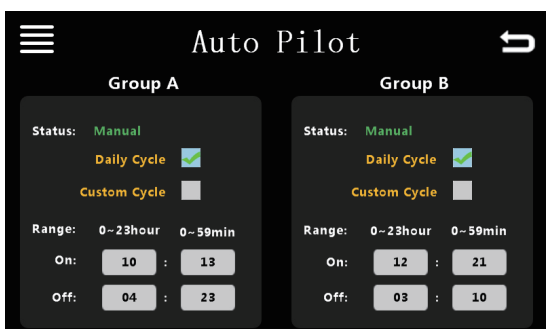 Auto Pilot
Group A
Status: Manual
Daily Cycle
Custom Cycle
Range: 0~23hour 0~59min
On: 10 : 13
Off: 04 : 23
Group B
Status: Manual
Daily Cycle
Custom Cycle
Range: 0~23hour 0~59min
On: 12 : 21
Off: 03 : 10